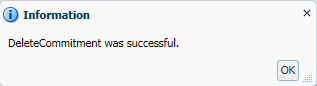 Information
DeleteCommitment was successful.
OK